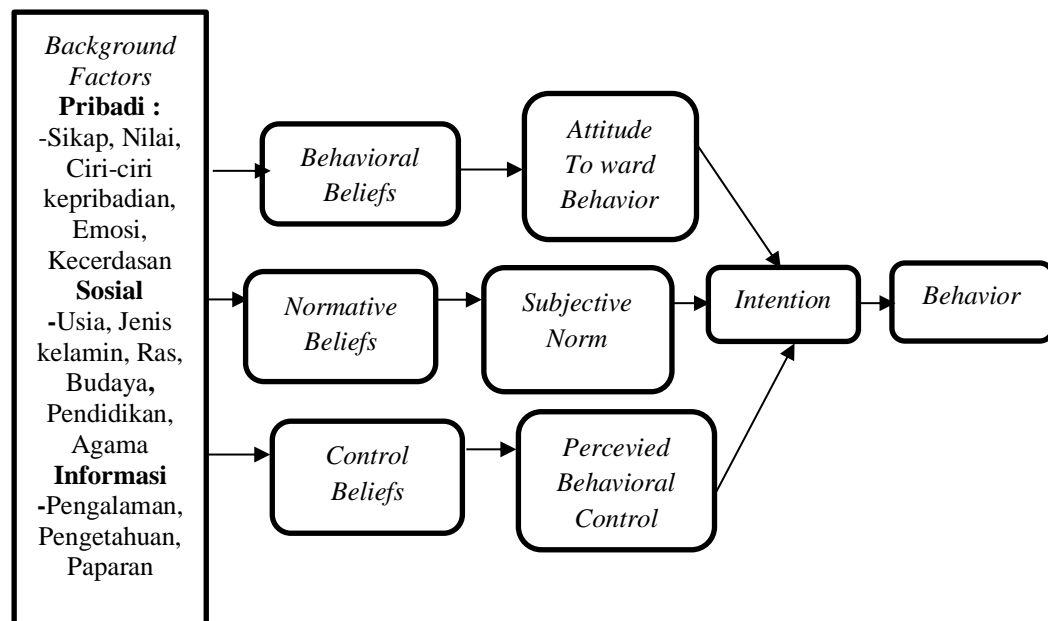 Background
Factors
Pribadi :
-Sikap, Nilai,
Ciri-ciri
kepribadian,
Emosi,
Kecerdasan
Sosial
-Usia, Jenis
kelamin, Ras,
Budaya,
Pendidikan,
Agama
Informasi
-Pengalaman,
Pengetahuan,
Paparan
Behavioral
Beliefs
Attitude
To ward
Behavior
Normative
Beliefs
Subjective
Norm
Intention
Behavior
Control
Beliefs
Percevied
Behavioral
Control